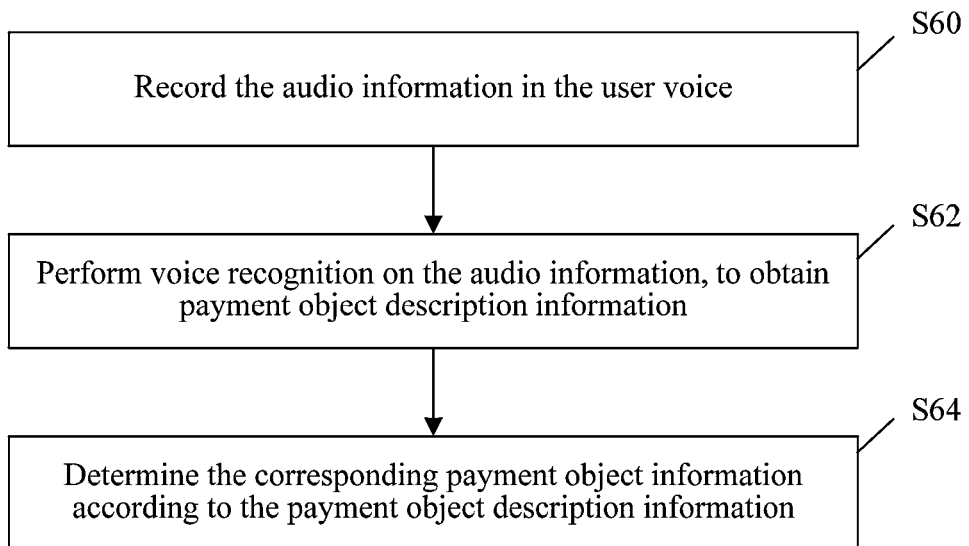 S60
Record the audio information in the user voice
S62
Perform voice recognition on the audio information, to obtain
payment object description information
S64
Determine the corresponding payment object information
according to the payment object description information